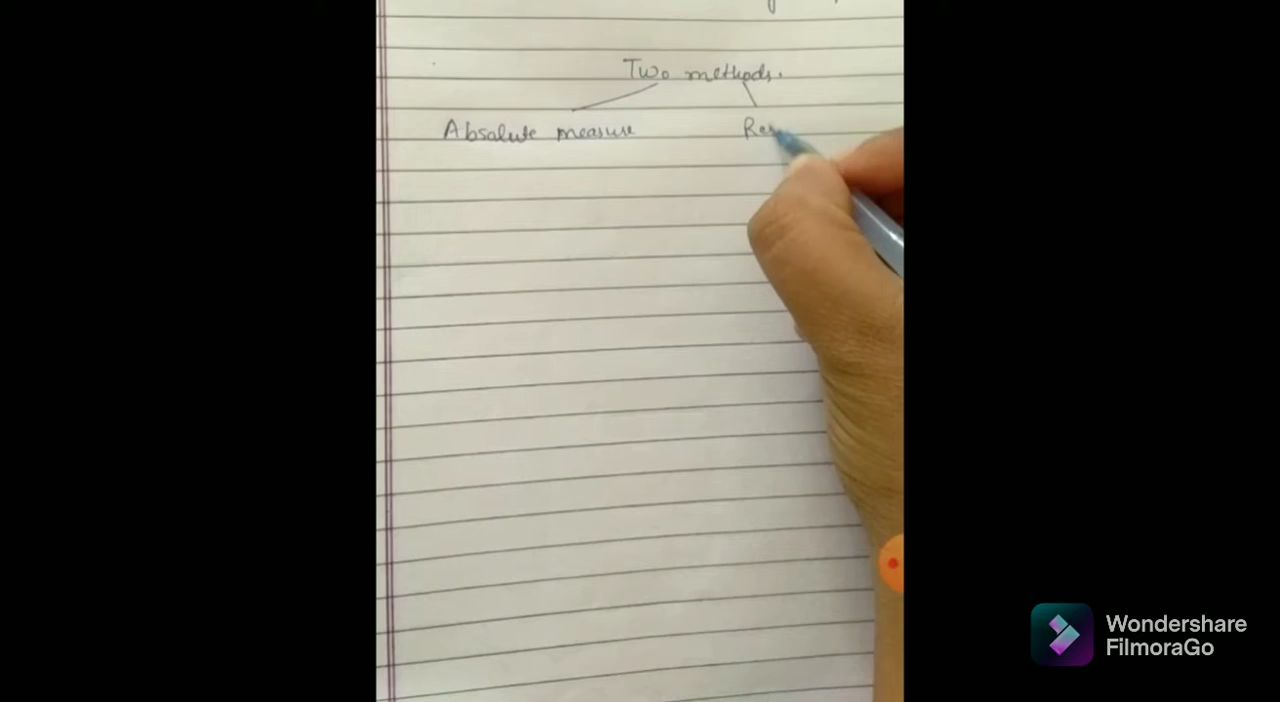 Two methods.
Absolute measure
Wondershare
FilmoraGo